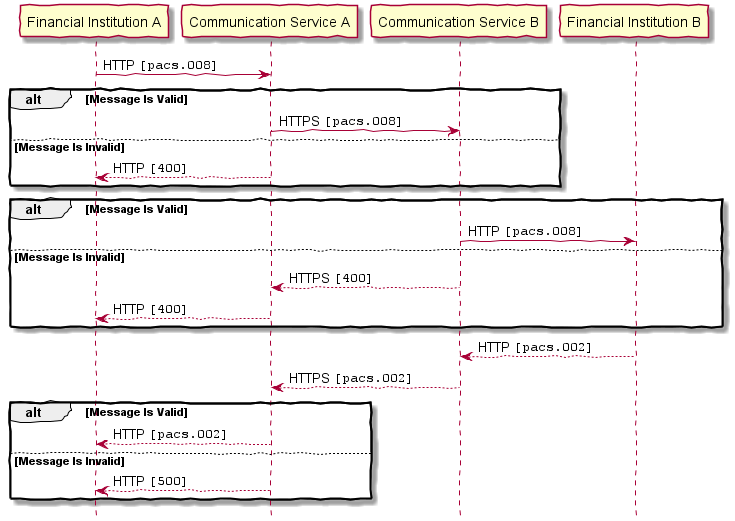 Financial Institution A Communication Service A Communication Service B Financial Institution B
HTTP [pacs.008]
alt [Message Is Valid]
HTTPS [pacs.008]
[Message Is Invalid]
HTTP [400]
alt [Message Is Valid]
HTTP [pacs.008]
[Message Is Invalid]
HTTPS [400]
HTTP [400]
HTTP [pacs.002]
HTTPS [pacs.002]
alt [Message Is Valid]
HTTP [pacs.002]
[Message Is Invalid]
HTTP [500]